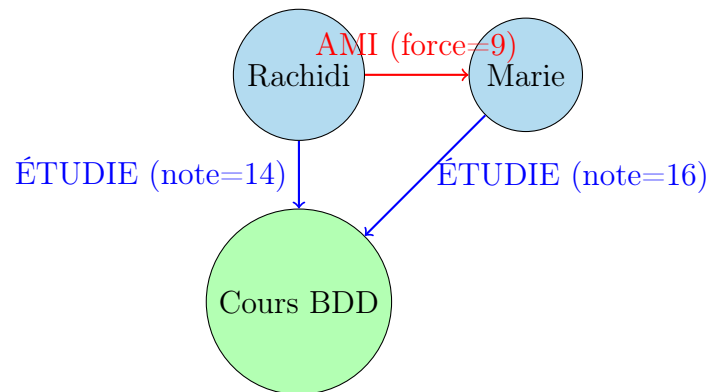 AMI (force=9)
Rachidi
Marie
ÉTUDIE (note=14)
ÉTUDIE (note=16)
Cours BDD